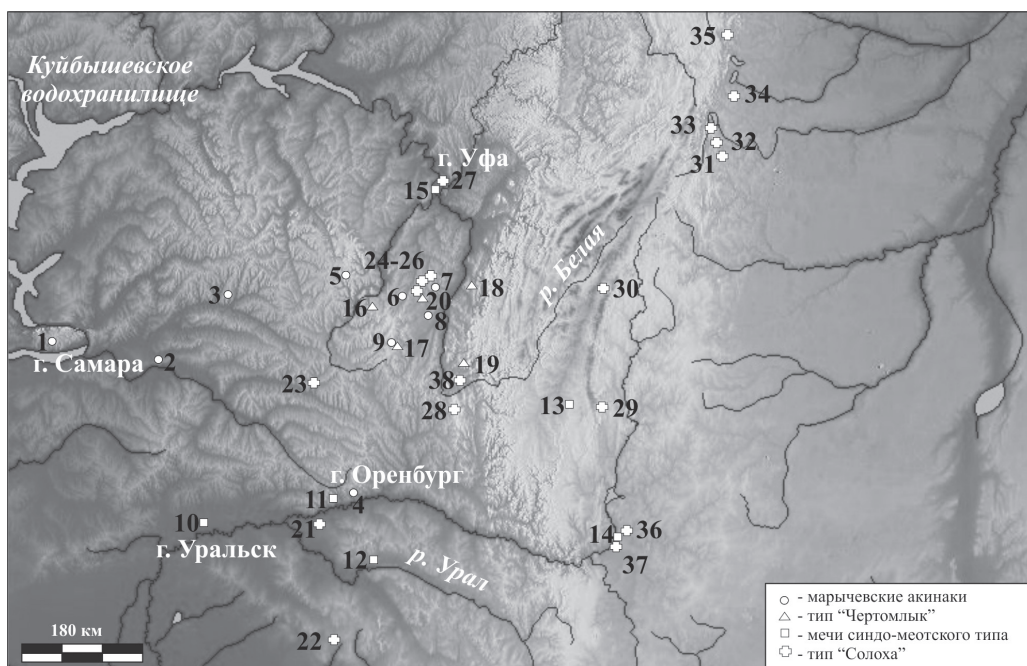 Куйбышевское
водохранилище
35
34
33
32
31
г. Уфа
27
15
24-26
5
7
18
р. Белая
3
6
20
30
16
8
1
9
17
г. Самара
2
19
23
38
28
13
29
г. Оренбург
11
4
10
21
36
14
г. Уральск
37
12
р. Урал
22
180 км
- марычевские акинаки
- тип “Чертомлык”
- мечи синдо-меотского типа
- тип “Солоха”